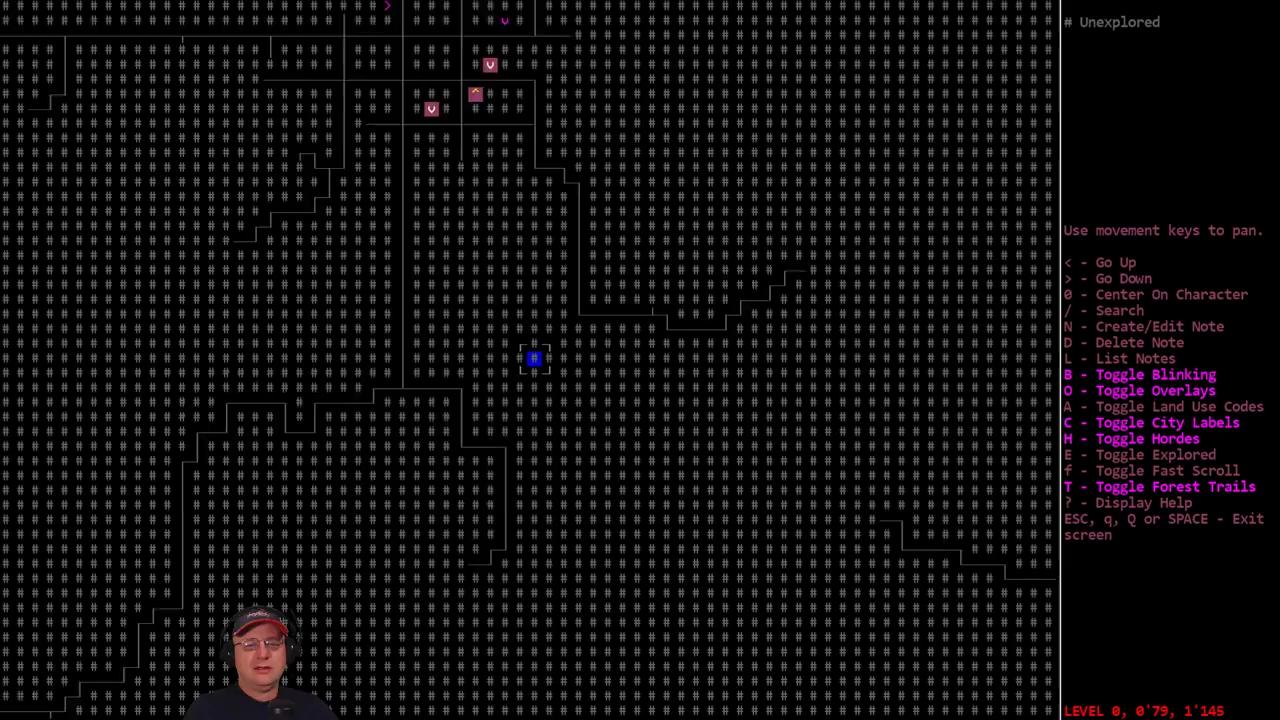 # Unexplored
Use movement keys to pan.
< - Go Up
> - Go Down
0 - Center On Character
/ - Search
N - Create/Edit Note
D - Delete Note
L - List Notes
B - Toggle Blinking
O - Toggle Overlays
A - Toggle Land Use Codes
C - Toggle City Labels
H - Toggle Hordes
E - Toggle Explored
f - Toggle Fast Scroll
T - Toggle Forest Trails
? - Display Help
ESC, q, Q or SPACE - Exit
screen
LEVEL 0, 0'79, 1'145